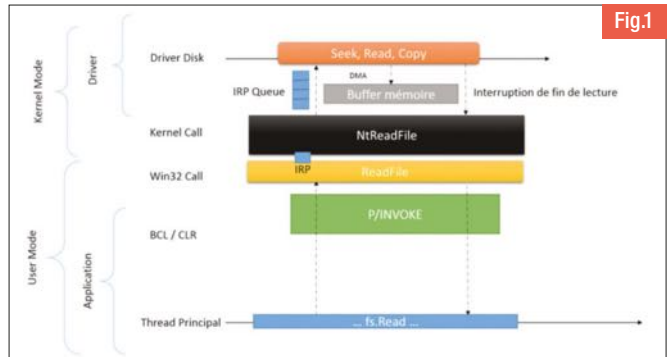 Fig.1
Driver Disk
Seek, Read, Copy
Kernel Mode
Driver
DMA
IRP Queue
Buffer mémoire
Interruption de fin de lecture
Kernel Call
NtReadFile
IRP
Win32 Call
ReadFile
P/INVOKE
BCL / CLR
User Mode
Application
Thread Principal
... fs.Read ...